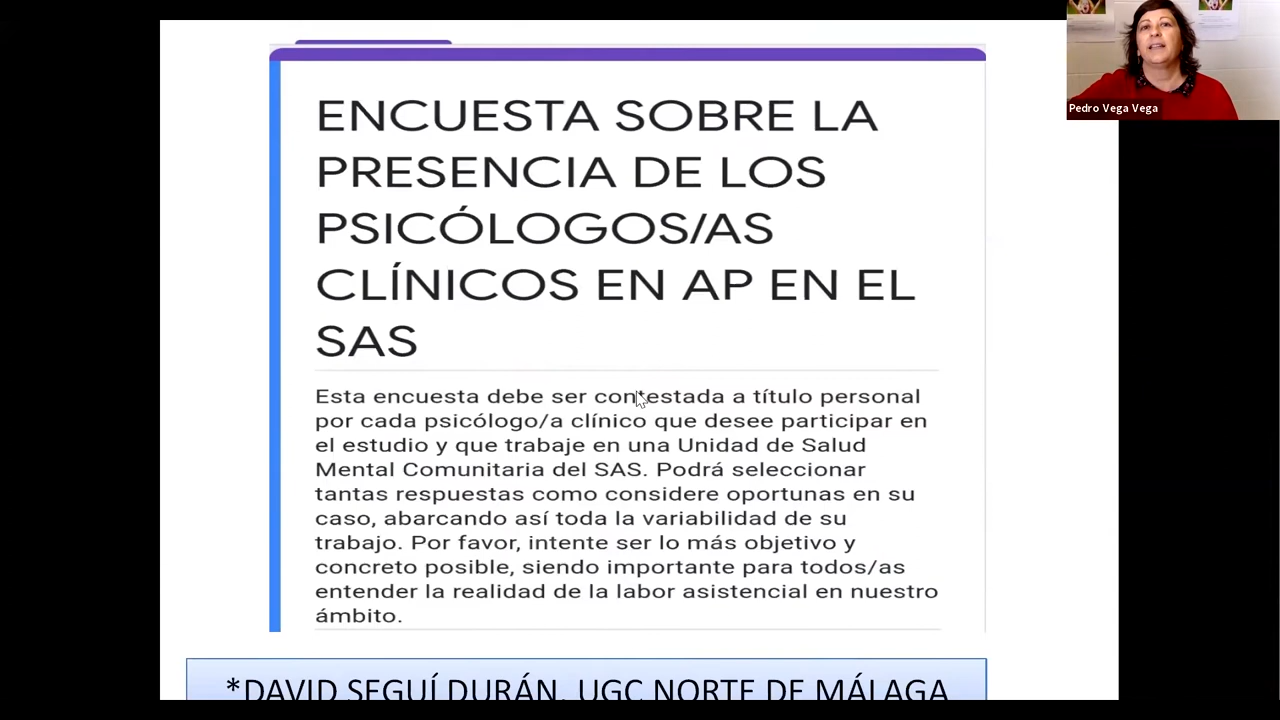 ENCUESTA SOBRE LA
PRESENCIA DE LOS
PSICÓLOGOS/AS
CLÍNICOS EN AP EN EL
SAS
Esta encuesta debe ser contestada a título personal
por cada psicólogo/a clínico que desee participar en
el estudio y que trabaje en una Unidad de Salud
Mental Comunitaria del SAS. Podrá seleccionar
tantas respuestas como considere oportunas en su
caso, abarcando así toda la variabilidad de su
trabajo. Por favor, intente ser lo más objetivo y
concreto posible, siendo importante para todos/as
entender la realidad de la labor asistencial en nuestro
ámbito.
*DAVID SEGUÍ DURÁN. UGC NORTE DE MÁLAGA
Pedro Vega Vega